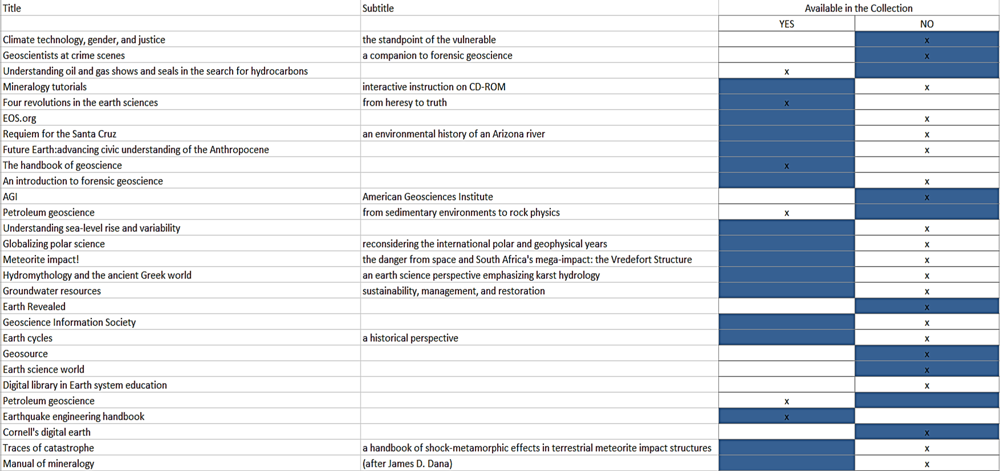 Title Subtitle Available in the Collection
YES NO
Climate technology, gender, and justice the standpoint of the vulnerable x
Geoscientists at crime scenes a companion to forensic geoscience x
Understanding oil and gas shows and seals in the search for hydrocarbons x
Mineralogy tutorials interactive instruction on CD-ROM x
Four revolutions in the earth sciences from heresy to truth x
EOS.org x
Requiem for the Santa Cruz an environmental history of an Arizona river x
Future Earth:advancing civic understanding of the Anthropocene x
The handbook of geoscience x
An introduction to forensic geoscience x
AGI American Geosciences Institute x
Petroleum geoscience from sedimentary environments to rock physics x
Understanding sea-level rise and variability x
Globalizing polar science reconsidering the international polar and geophysical years x
Meteorite impact! the danger from space and South Africa's mega-impact: the Vredefort Structure x
Hydromythology and the ancient Greek world an earth science perspective emphasizing karst hydrology x
Groundwater resources sustainability, management, and restoration x
Earth Revealed x
Geoscience Information Society x
Earth cycles a historical perspective x
Geosource x
Earth science world x
Digital library in Earth system education x
Petroleum geoscience x
Earthquake engineering handbook x
Cornell's digital earth x
Traces of catastrophe a handbook of shock-metamorphic effects in terrestrial meteorite impact structures x
Manual of mineralogy (after James D. Dana) x